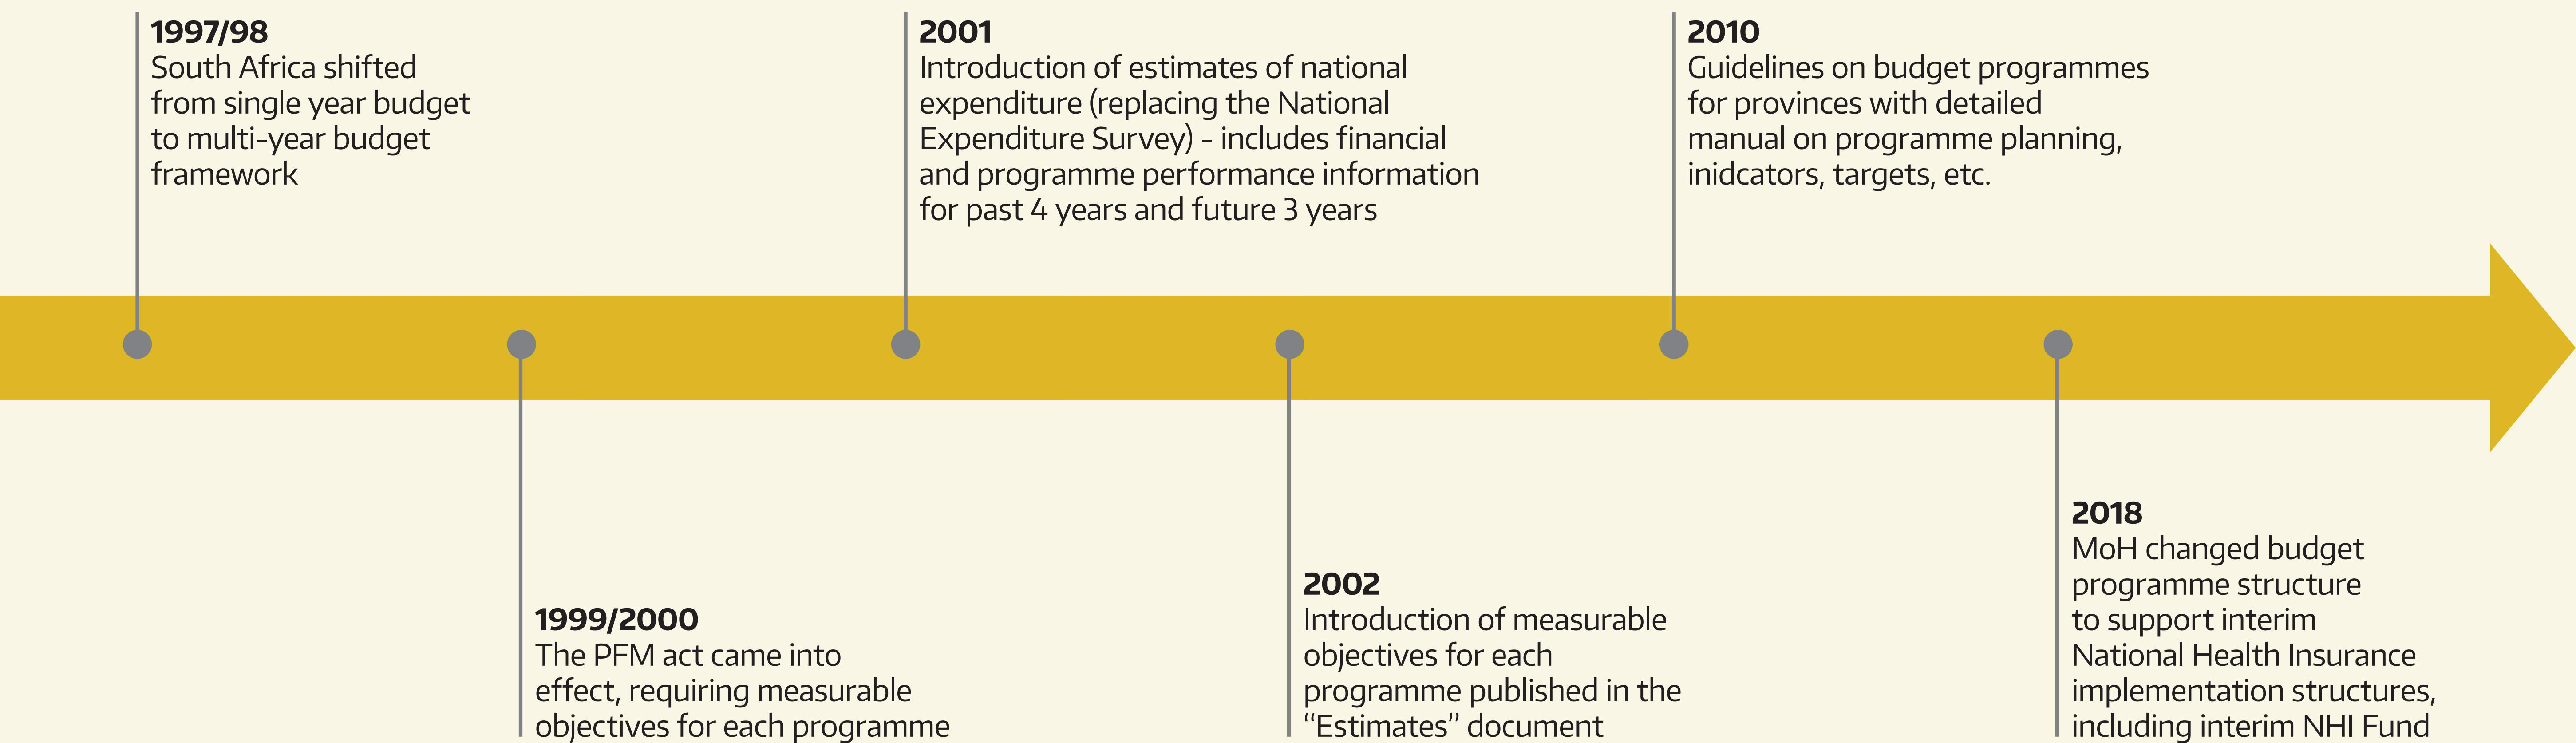 1997/98
South Africa shifted
from single year budget
to multi-year budget
framework
1999/2000
The PFM act came into
effect, requiring measurable
objectives for each programme
2001
Introduction of estimates of national
expenditure (replacing the National
Expenditure Survey) - includes financial
and programme performance information
for past 4 years and future 3 years
2002
Introduction of measurable
objectives for each
programme published in the
“Estimates” document
2010
Guidelines on budget programmes
for provinces with detailed
manual on programme planning,
inidcators, targets, etc.
2018
MoH changed budget
programme structure
to support interim
National Health Insurance
implementation structures,
including interim NHI Fund